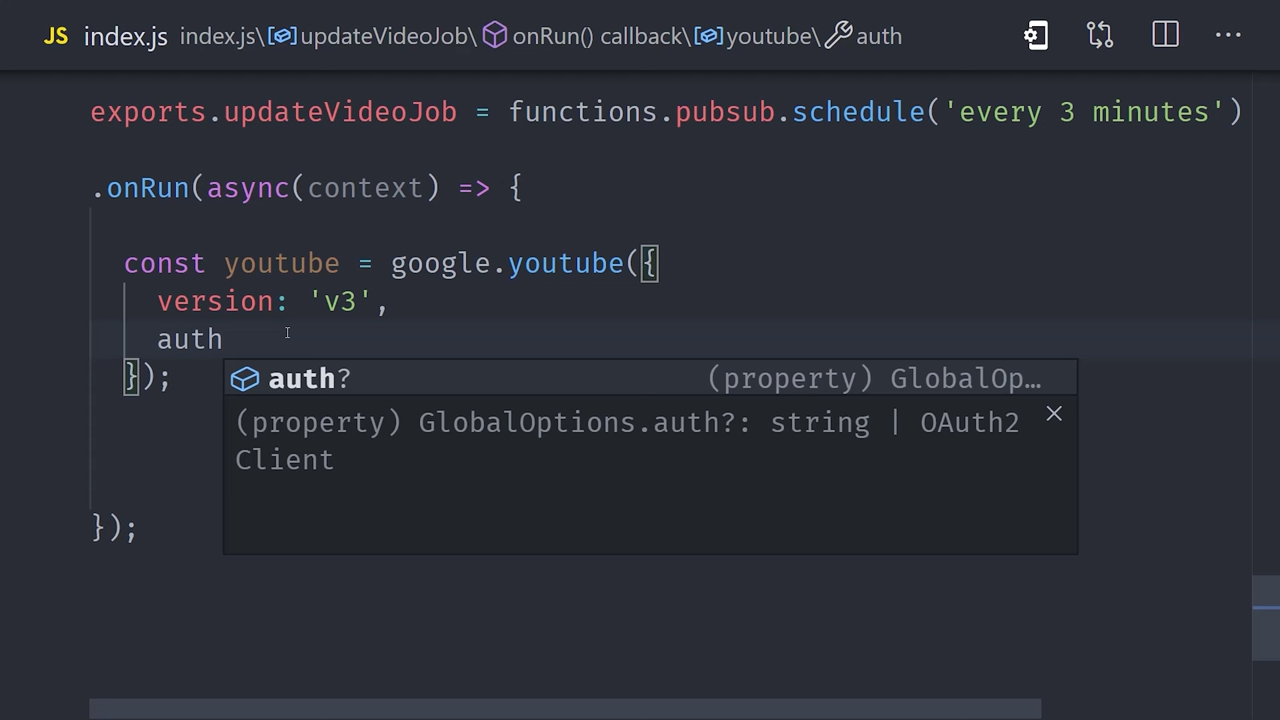 JS index.js index.js\updateVideoJob\onRun() callback\youtube\auth ···
exports.updateVideoJob = functions.pubsub.schedule('every 3 minutes')
.onRun(async(context) => {
const youtube = google.youtube({
version: 'v3',
auth
});
auth? (property) GlobalOp…
(property) GlobalOptions.auth?: string | OAuth2
Client
});